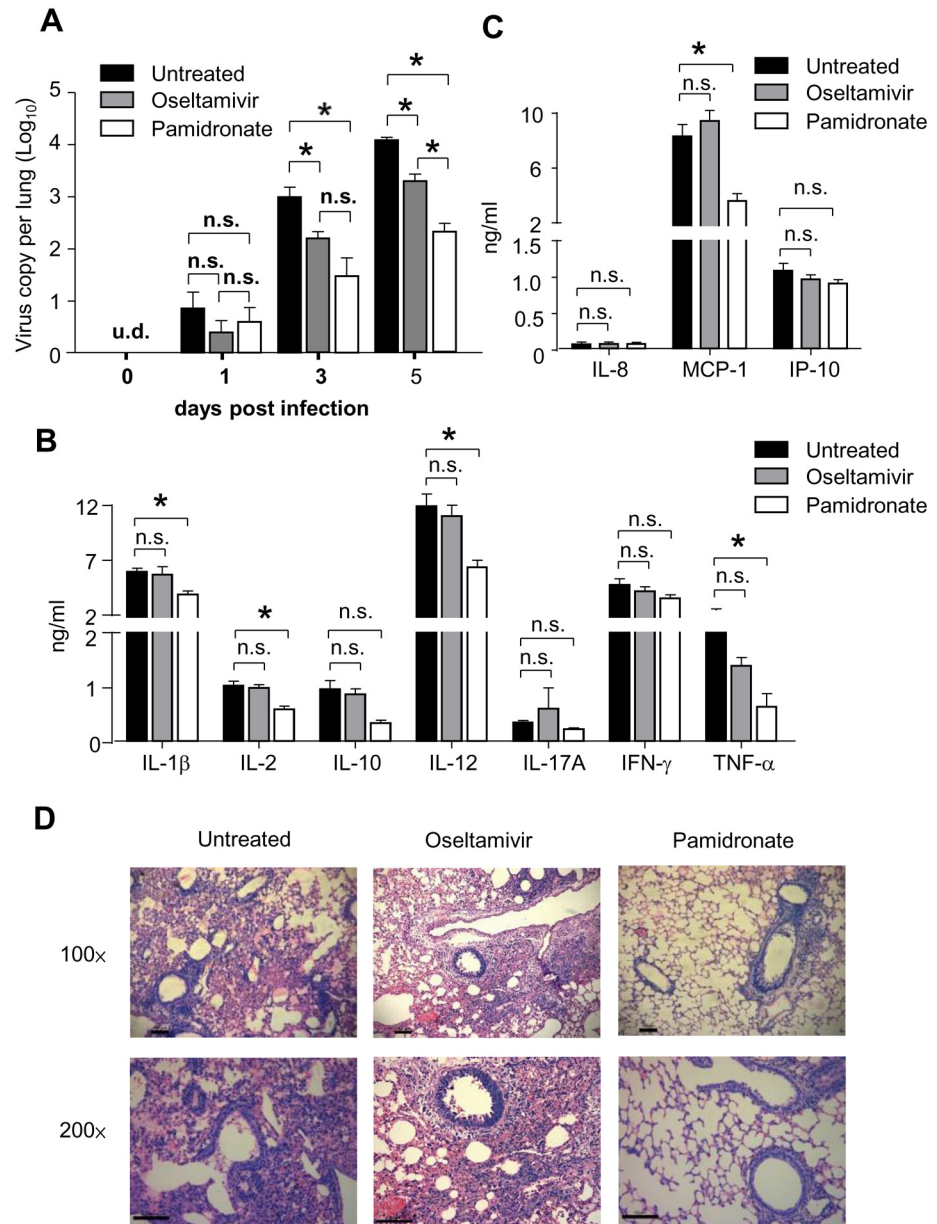 A
Untreated
Oseltamivir
Pamidronate
Virus copy per lung (Log10)
5
4
3
2
1
0
u.d.
n.s.
n.s. n.s.
*
*
n.s.
*
*
*
0 1 3 5
days post infection
C
Untreated
Oseltamivir
Pamidronate
ng/ml
10
6
2
1.5
1.0
0.5
0
n.s.
n.s.
*
n.s.
n.s.
n.s.
IL-8 MCP-1 IP-10
B
Untreated
Oseltamivir
Pamidronate
ng/ml
12
7
2
2
1
0
*
n.s.
*
n.s.
n.s.
n.s.
*
n.s.
n.s.
n.s.
n.s.
n.s.
*
n.s.
IL-1β IL-2 IL-10 IL-12 IL-17A IFN-γ TNF-α
D
Untreated Oseltamivir Pamidronate
100×
200×